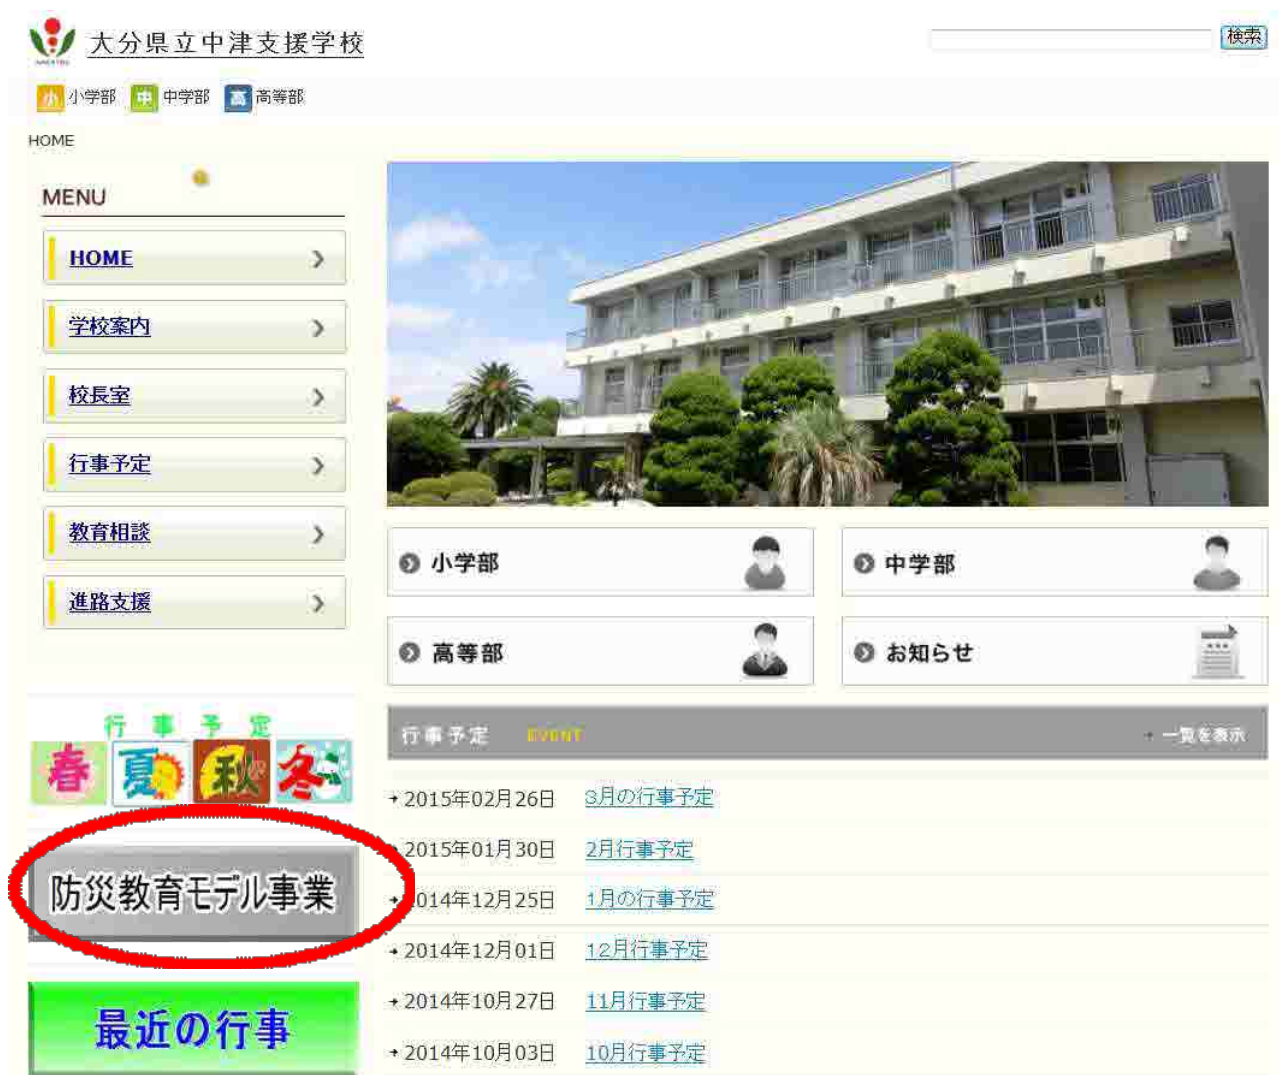 大分県立中津支援学校
検索
小 小学部 中 中学部 高 高等部
HOME
MENU
HOME
学校案内
校長室
行事予定
教育相談
進路支援
小学部
中学部
高等部
お知らせ
行事予定
春夏秋冬
防災教育モデル事業
最近の行事
行事予定 EVENT 一覧を表示
2015年02月26日 3月の行事予定
2015年01月30日 2月行事予定
2014年12月25日 1月の行事予定
2014年12月01日 12月行事予定
2014年10月27日 11月行事予定
2014年10月03日 10月行事予定